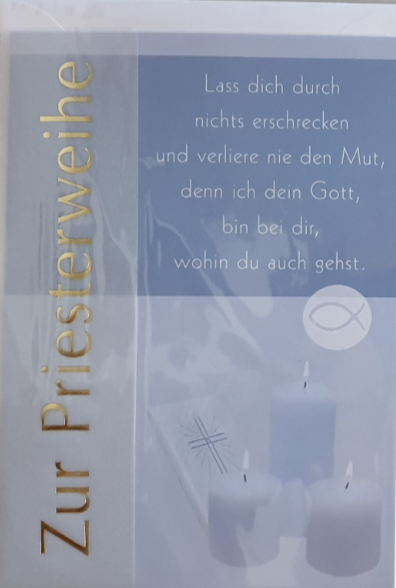 Zur Priesterweihe
Lass dich durch
nichts erschrecken
und verliere nie den Mut,
denn ich dein Gott,
bin bei dir,
wohin du auch gehst.